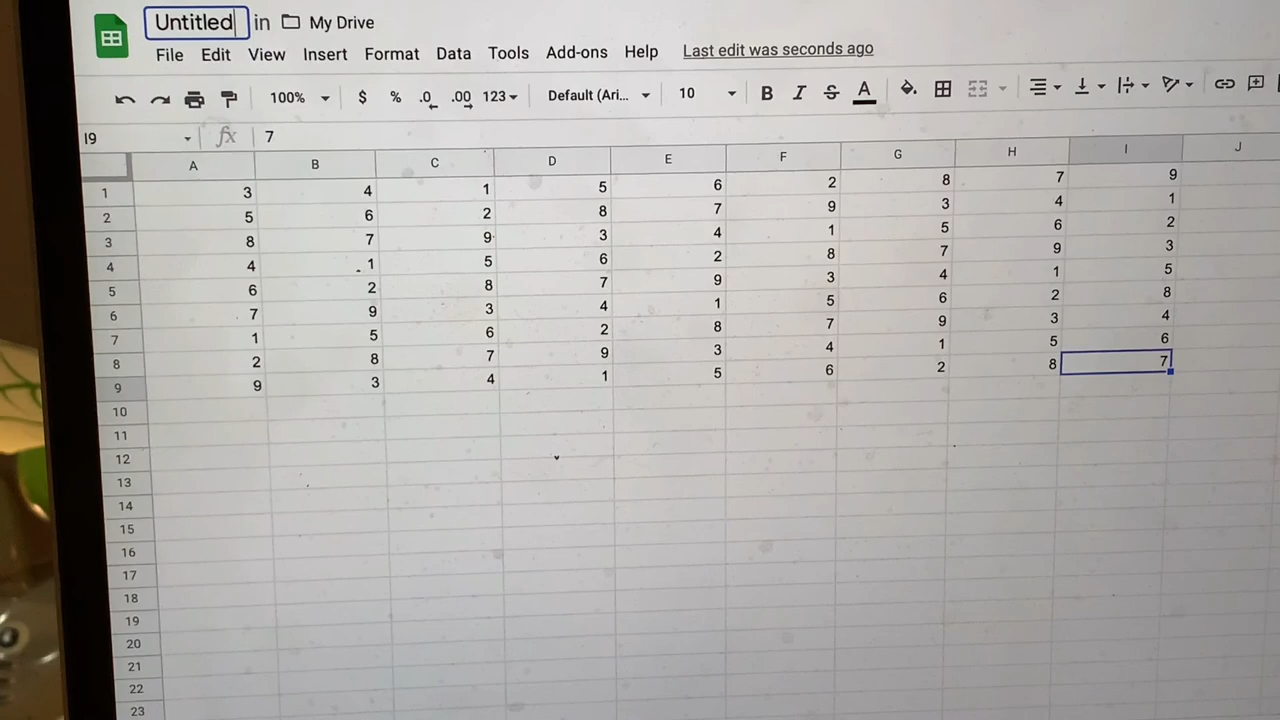 Untitled in My Drive
File Edit View Insert Format Data Tools Add-ons Help Last edit was seconds ago
100% $ % .0 .00 123 Default (Ari... 10 B I S A
I9 fx 7
A B C D E F G H I J
1 3 4 1 5 6 2 8 7 9
2 5 6 2 8 7 9 3 4 1
3 8 7 9 3 4 1 5 6 2
4 4 1 5 6 2 8 7 9 3
5 6 2 8 7 9 3 4 1 5
6 7 9 3 4 1 5 6 2 8
7 1 5 6 2 8 7 9 3 4
8 2 8 7 9 3 4 1 5 6
9 9 3 4 1 5 6 2 8 7
10
11
12
13
14
15
16
17
18
19
20
21
22
23